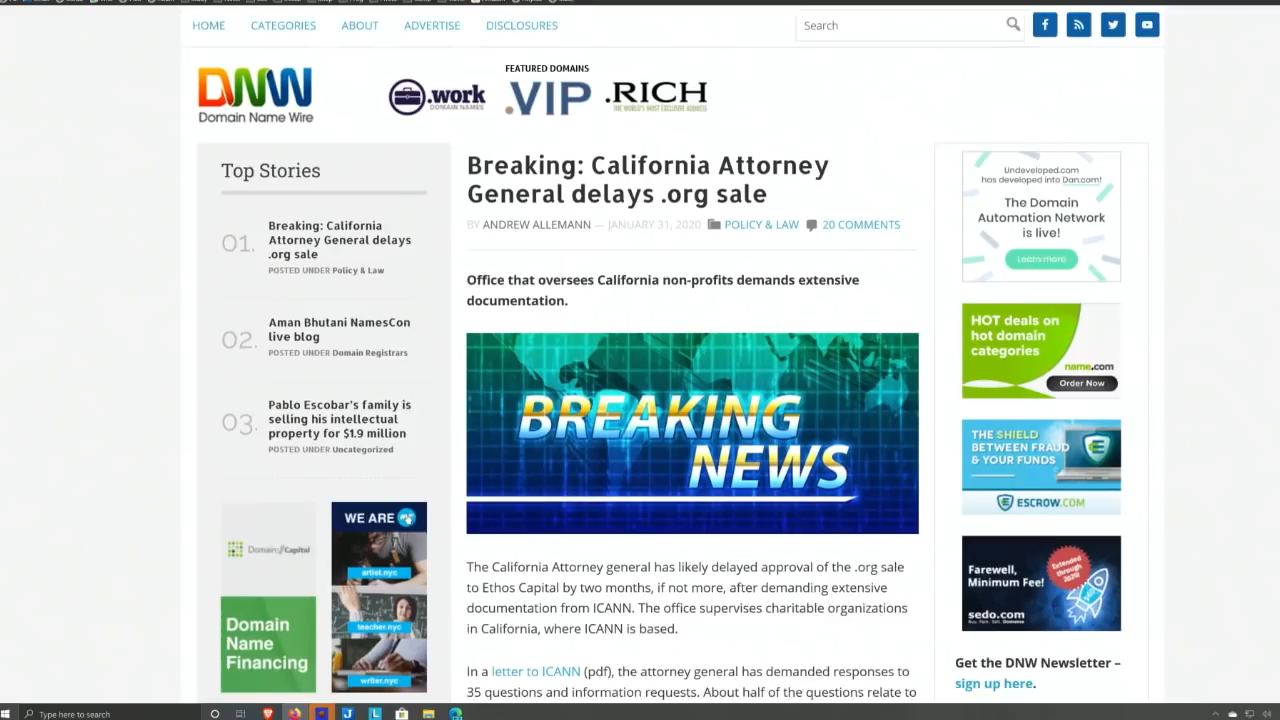 HOME CATEGORIES ABOUT ADVERTISE DISCLOSURES
Search
DNW
Domain Name Wire
FEATURED DOMAINS
.work
DOMAIN NAMES
.VIP
.RICH
THE WORLD'S MOST EXCLUSIVE ADDRESS
Top Stories
01.
Breaking: California
Attorney General delays
.org sale
POSTED UNDER Policy & Law
02.
Aman Bhutani NamesCon
live blog
POSTED UNDER Domain Registrars
03.
Pablo Escobar's family is
selling his intellectual
property for $1.9 million
POSTED UNDER Uncategorized
Domain Capital
Domain
Name
Financing
WE ARE
artist.nyc
teacher.nyc
writer.nyc
Breaking: California Attorney
General delays .org sale
BY ANDREW ALLEMANN — JANUARY 31, 2020 POLICY & LAW 20 COMMENTS
Office that oversees California non-profits demands extensive
documentation.
BREAKING
NEWS
The California Attorney general has likely delayed approval of the .org sale
to Ethos Capital by two months, if not more, after demanding extensive
documentation from ICANN. The office supervises charitable organizations
in California, where ICANN is based.
In a letter to ICANN (pdf), the attorney general has demanded responses to
35 questions and information requests. About half of the questions relate to
Undeveloped.com
has developed into Dan.com!
The Domain
Automation Network
is live!
Learn more
HOT deals on
hot domain
categories
name.com
Order Now
THE SHIELD
BETWEEN FRAUD
& YOUR FUNDS
ESCROW.COM
Farewell,
Minimum Fee!
Extended
through
2020!
sedo.com
Get the DNW Newsletter –
sign up here.
Type here to search